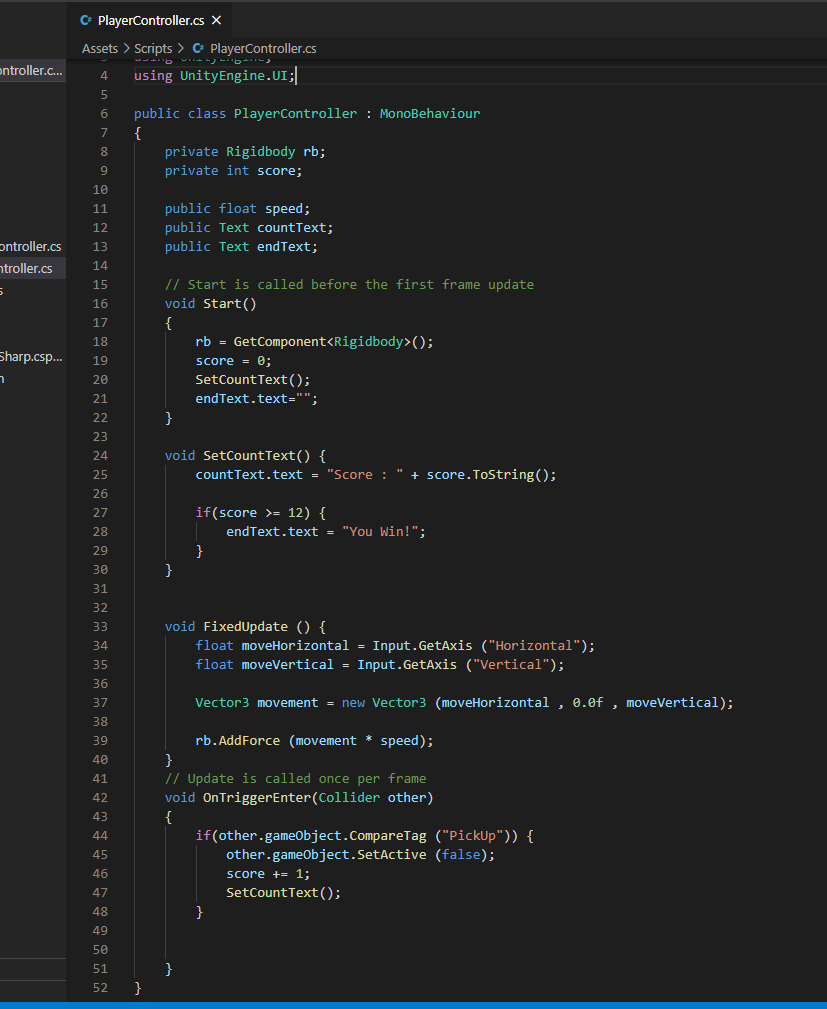 PlayerController.cs
Assets > Scripts > PlayerController.cs
ontroller.c...
ontroller.cs
ntroller.cs
s
Sharp.csp...
n
3 using UnityEngine;
4 using UnityEngine.UI;
5
6 public class PlayerController : MonoBehaviour
7 {
8 private Rigidbody rb;
9 private int score;
10
11 public float speed;
12 public Text countText;
13 public Text endText;
14
15 // Start is called before the first frame update
16 void Start()
17 {
18 rb = GetComponent<Rigidbody>();
19 score = 0;
20 SetCountText();
21 endText.text="";
22 }
23
24 void SetCountText() {
25 countText.text = "Score : " + score.ToString();
26
27 if(score >= 12) {
28 endText.text = "You Win!";
29 }
30 }
31
32
33 void FixedUpdate () {
34 float moveHorizontal = Input.GetAxis ("Horizontal");
35 float moveVertical = Input.GetAxis ("Vertical");
36
37 Vector3 movement = new Vector3 (moveHorizontal , 0.0f , moveVertical);
38
39 rb.AddForce (movement * speed);
40 }
41 // Update is called once per frame
42 void OnTriggerEnter(Collider other)
43 {
44 if(other.gameObject.CompareTag ("PickUp")) {
45 other.gameObject.SetActive (false);
46 score += 1;
47 SetCountText();
48 }
49
50
51 }
52 }